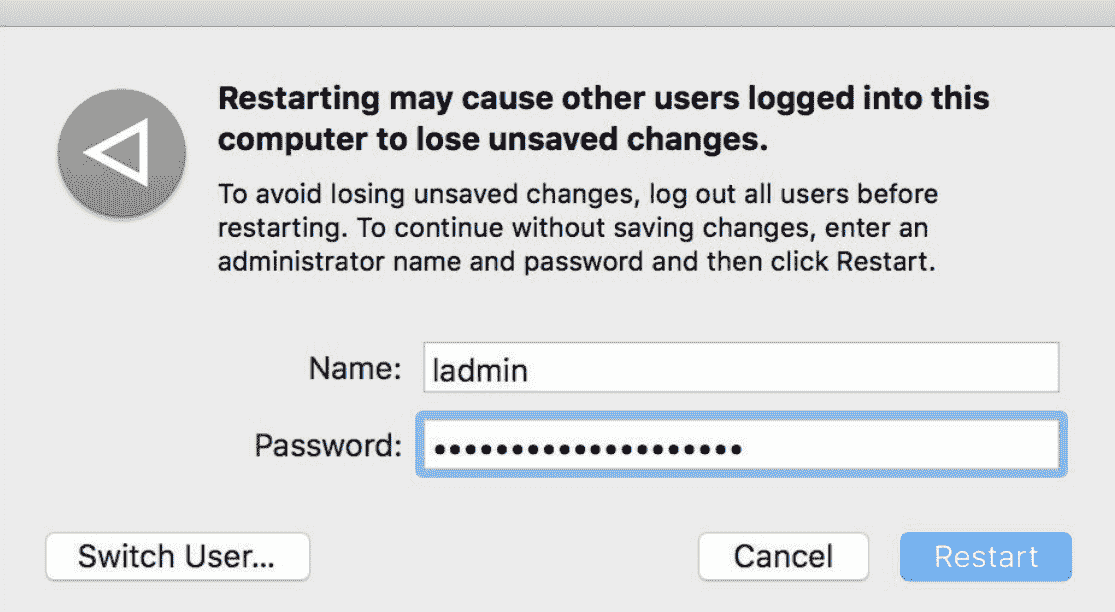 Restarting may cause other users logged into this
computer to lose unsaved changes.
To avoid losing unsaved changes, log out all users before
restarting. To continue without saving changes, enter an
administrator name and password and then click Restart.
Name: ladmin
Password: ••••••••••••••••••••
Switch User... Cancel Restart